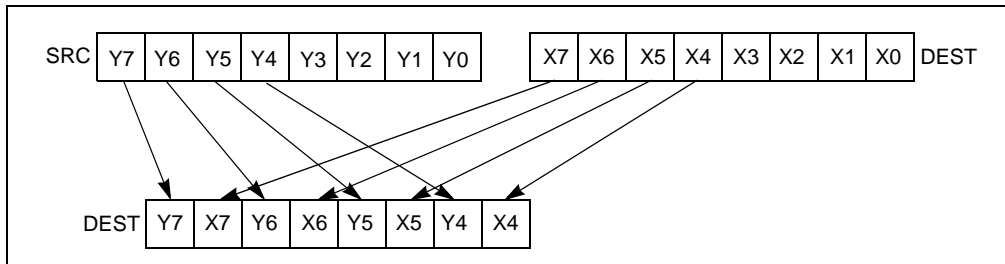 SRC Y7 Y6 Y5 Y4 Y3 Y2 Y1 Y0 X7 X6 X5 X4 X3 X2 X1 X0 DEST
DEST Y7 X7 Y6 X6 Y5 X5 Y4 X4